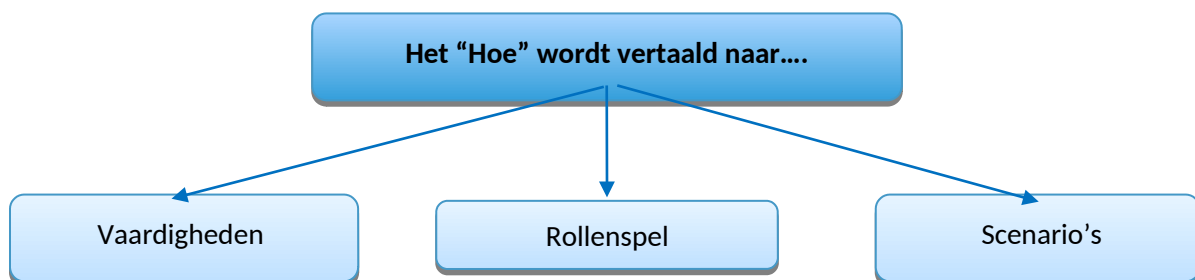 Het “Hoe” wordt vertaald naar….
Vaardigheden
Rollenspel
Scenario’s